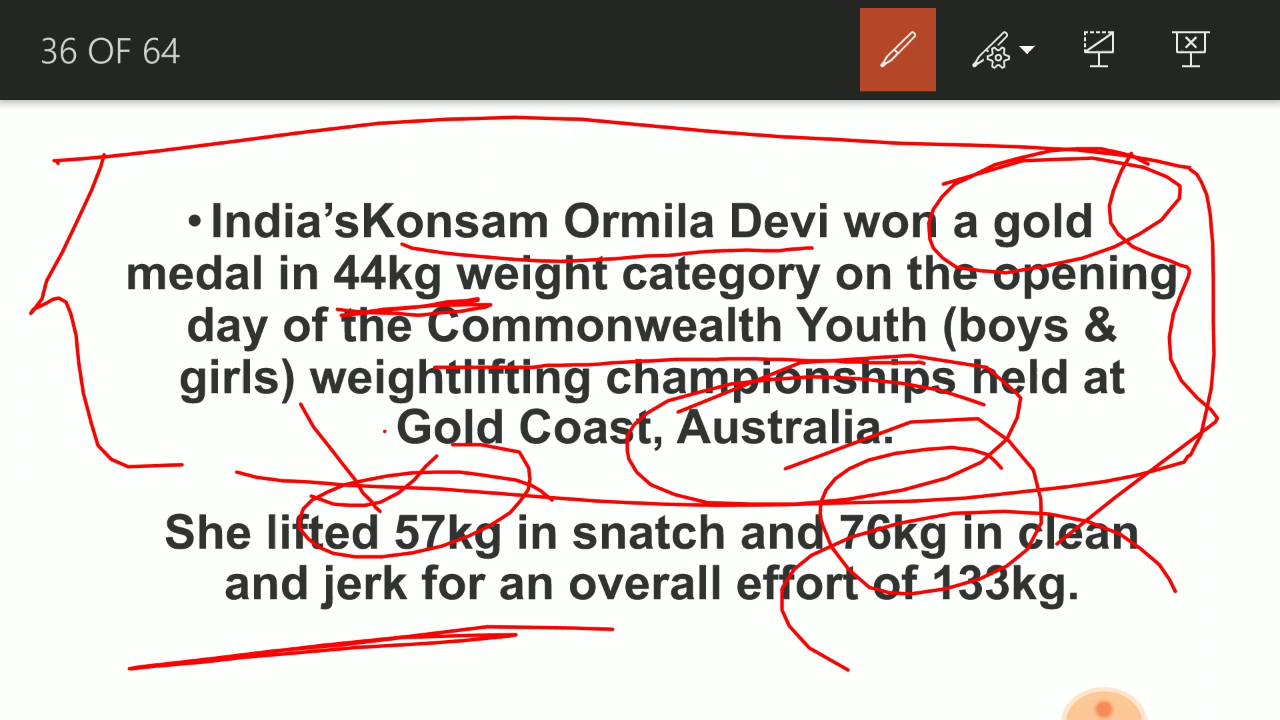 36 OF 64
•India’sKonsam Ormila Devi won a gold
medal in 44kg weight category on the opening
day of the Commonwealth Youth (boys &
girls) weightlifting championships held at
Gold Coast, Australia.
She lifted 57kg in snatch and 76kg in clean
and jerk for an overall effort of 133kg.